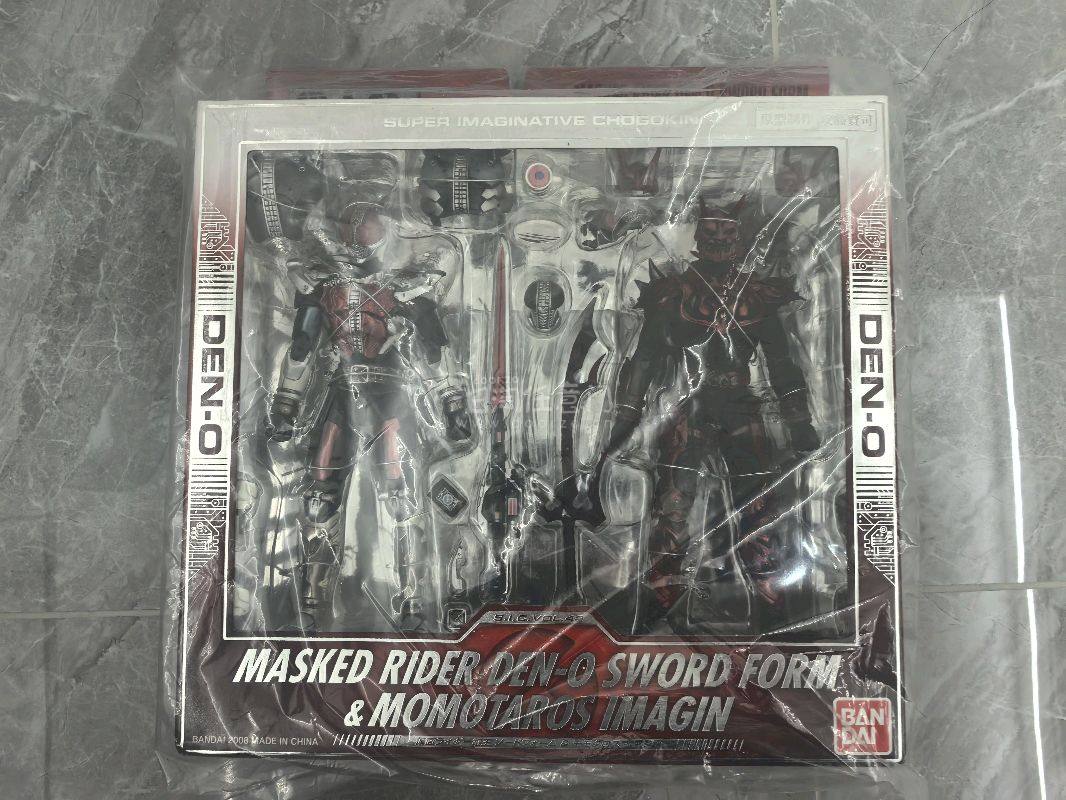 SUPER IMAGINATIVE CHOGOKIN
DEN-O
DEN-O
S.I.C. VOL.
MASKED RIDER DEN-O SWORD FORM
& MOMOTAROS IMAGIN
BANDAI 2008 MADE IN CHINA
BAN
DAI